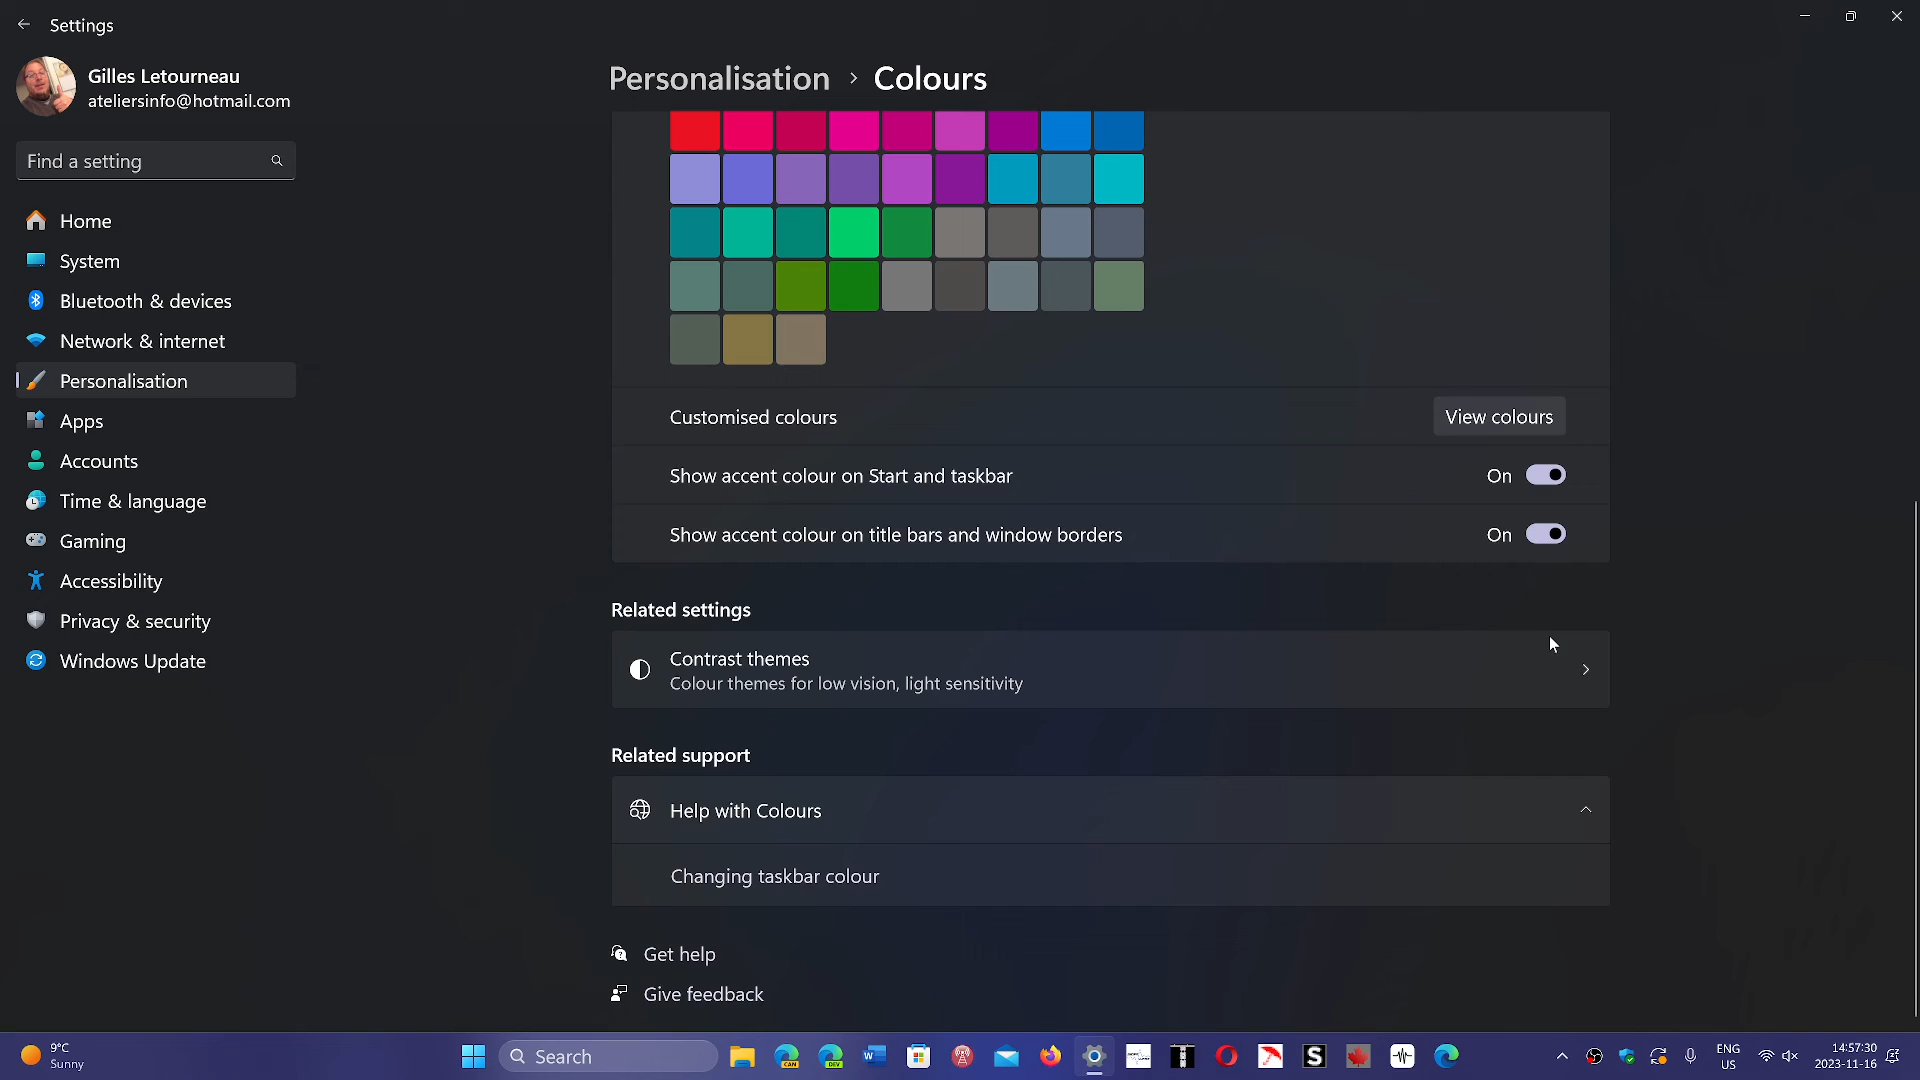 Settings
Gilles Letourneau
ateliersinfo@hotmail.com
Find a setting
Home
System
Bluetooth & devices
Network & internet
Personalisation
Apps
Accounts
Time & language
Gaming
Accessibility
Privacy & security
Windows Update
Personalisation > Colours
Customised colours
View colours
Show accent colour on Start and taskbar
On
Show accent colour on title bars and window borders
On
Related settings
Contrast themes
Colour themes for low vision, light sensitivity
Related support
Help with Colours
Changing taskbar colour
Get help
Give feedback
9°C
Sunny
Search
CAN
DEV
W
S
ENG
US
14:57:30
2023-11-16